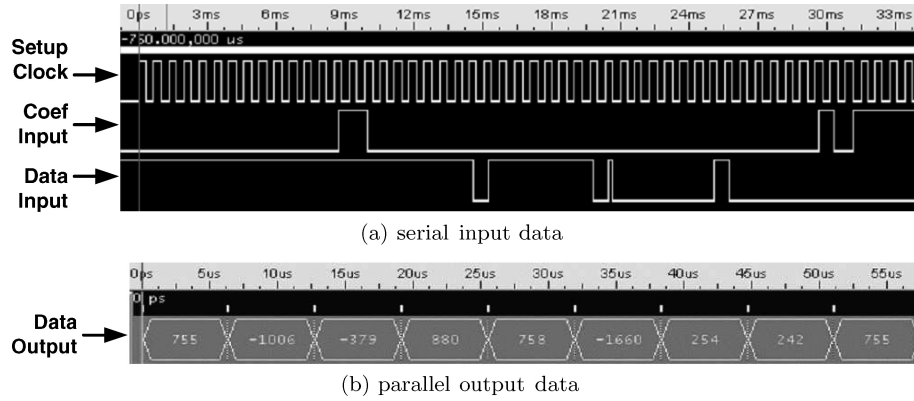 0ps 3ms 6ms 9ms 12ms 15ms 18ms 21ms 24ms 27ms 30ms 33ms
-750.000,000 us
Setup
Clock
Coef
Input
Data
Input
(a) serial input data
0ps 5us 10us 15us 20us 25us 30us 35us 40us 45us 50us 55us
0 ps
Data
Output
755 -1006 -379 880 758 -1660 254 242 755
(b) parallel output data